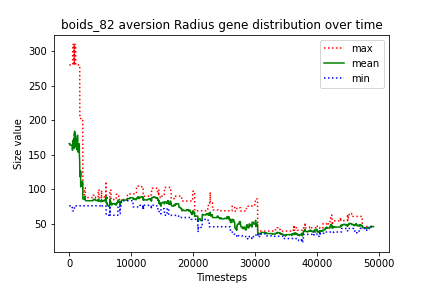 boids_82 aversion Radius gene distribution over time
max
mean
min
Size value
300
250
200
150
100
50
0
10000
20000
30000
40000
50000
Timesteps